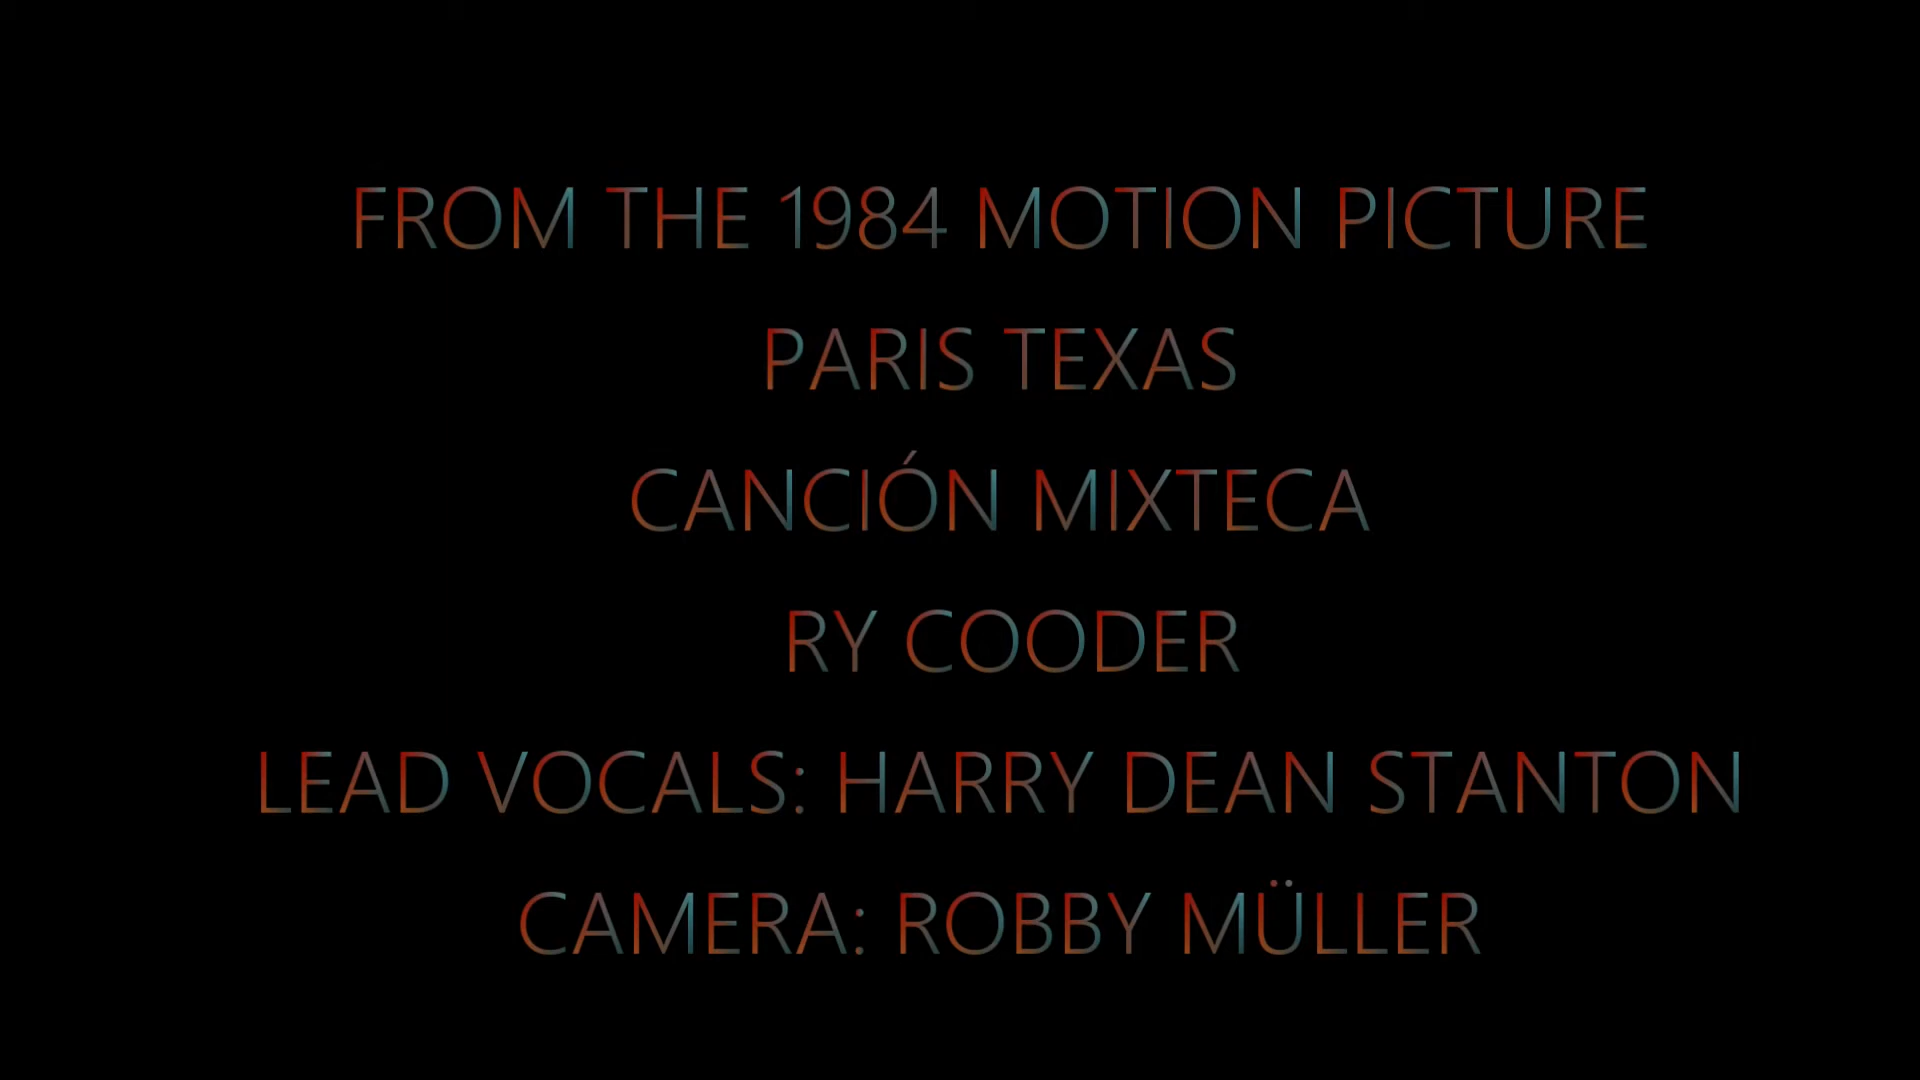 FROM THE 1984 MOTION PICTURE
PARIS TEXAS
CANCIÓN MIXTECA
RY COODER
LEAD VOCALS: HARRY DEAN STANTON
CAMERA: ROBBY MÜLLER